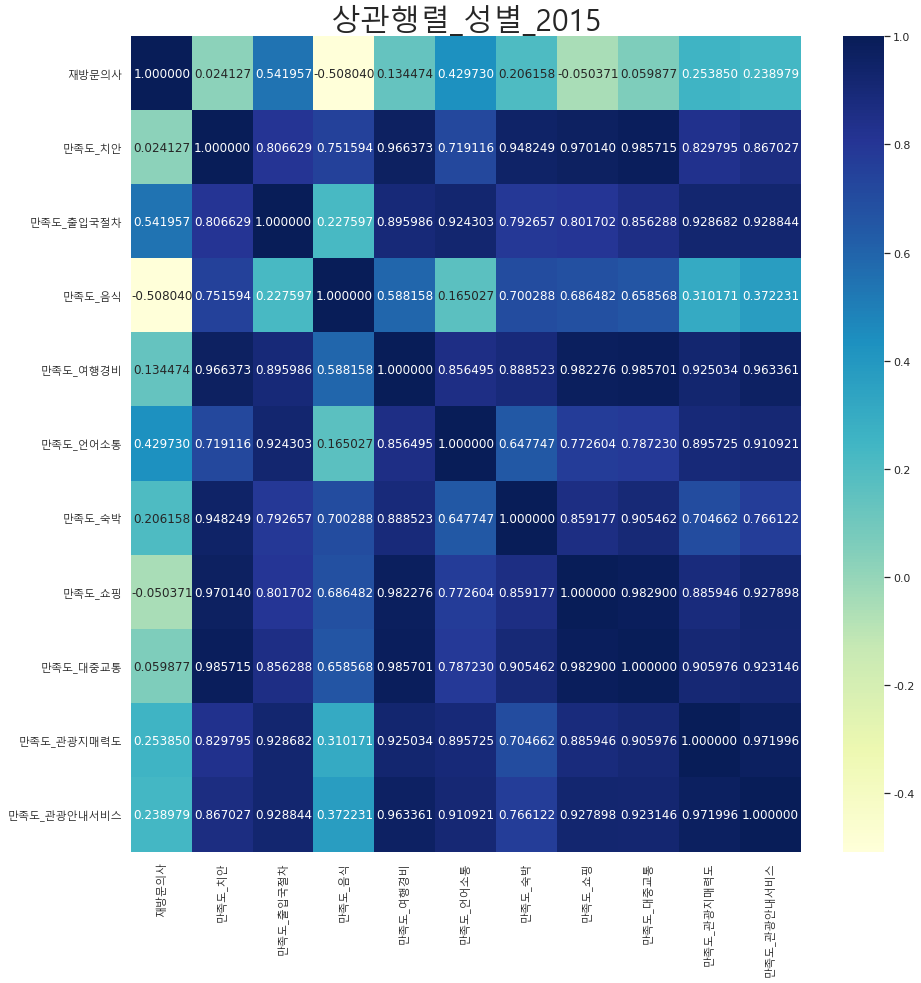 상관행렬_성별_2015
재방문의사 1.000000 0.024127 0.541957 -0.508040 0.134474 0.429730 0.206158 -0.050371 0.059877 0.253850 0.238979
만족도_치안 0.024127 1.000000 0.806629 0.751594 0.966373 0.719116 0.948249 0.970140 0.985715 0.829795 0.867027
만족도_출입국절차 0.541957 0.806629 1.000000 0.227597 0.895986 0.924303 0.792657 0.801702 0.856288 0.928682 0.928844
만족도_음식 -0.508040 0.751594 0.227597 1.000000 0.588158 0.165027 0.700288 0.686482 0.658568 0.310171 0.372231
만족도_여행경비 0.134474 0.966373 0.895986 0.588158 1.000000 0.856495 0.888523 0.982276 0.985701 0.925034 0.963361
만족도_언어소통 0.429730 0.719116 0.924303 0.165027 0.856495 1.000000 0.647747 0.772604 0.787230 0.895725 0.910921
만족도_숙박 0.206158 0.948249 0.792657 0.700288 0.888523 0.647747 1.000000 0.859177 0.905462 0.704662 0.766122
만족도_쇼핑 -0.050371 0.970140 0.801702 0.686482 0.982276 0.772604 0.859177 1.000000 0.982900 0.885946 0.927898
만족도_대중교통 0.059877 0.985715 0.856288 0.658568 0.985701 0.787230 0.905462 0.982900 1.000000 0.905976 0.923146
만족도_관광지매력도 0.253850 0.829795 0.928682 0.310171 0.925034 0.895725 0.704662 0.885946 0.905976 1.000000 0.971996
만족도_관광안내서비스 0.238979 0.867027 0.928844 0.372231 0.963361 0.910921 0.766122 0.927898 0.923146 0.971996 1.000000
재방문의사
만족도_치안
만족도_출입국절차
만족도_음식
만족도_여행경비
만족도_언어소통
만족도_숙박
만족도_쇼핑
만족도_대중교통
만족도_관광지매력도
만족도_관광안내서비스
1.0
0.8
0.6
0.4
0.2
0.0
-0.2
-0.4